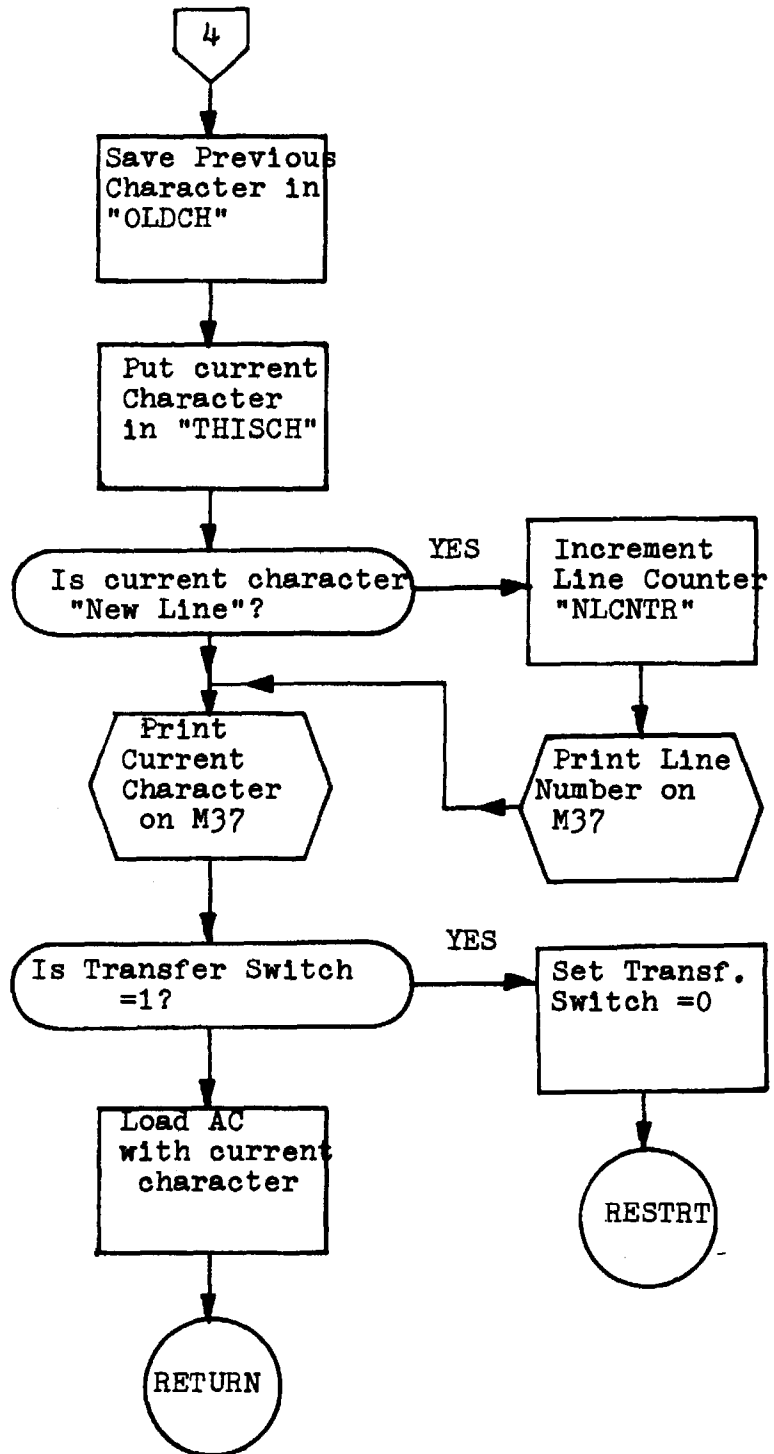 4
Save Previous
Character in
"OLDCH"
Put current
Character
in "THISCH"
Is current character
"New Line"?
YES
Increment
Line Counter
"NLCNTR"
Print Line
Number on
M37
Print
Current
Character
on M37
Is Transfer Switch
=1?
YES
Set Transf.
Switch =0
RESTRT
Load AC
with current
character
RETURN